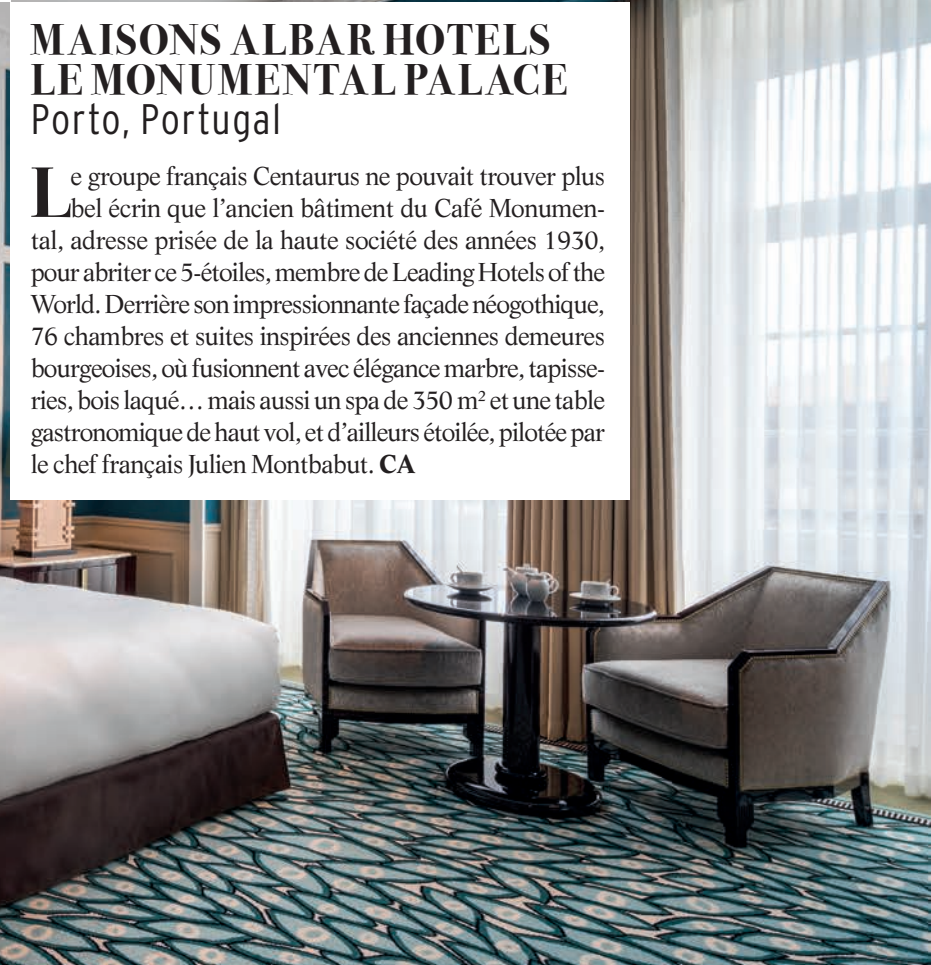 MAISONS ALBAR HOTELS
LE MONUMENTAL PALACE
Porto, Portugal
Le groupe français Centaurus ne pouvait trouver plus
bel écrin que l’ancien bâtiment du Café Monumen-
tal, adresse prisée de la haute société des années 1930,
pour abriter ce 5-étoiles, membre de Leading Hotels of the
World. Derrière son impressionnante façade néogothique,
76 chambres et suites inspirées des anciennes demeures
bourgeoises, où fusionnent avec élégance marbre, tapisse-
ries, bois laqué… mais aussi un spa de 350 m² et une table
gastronomique de haut vol, et d’ailleurs étoilée, pilotée par
le chef français Julien Montbabut. CA